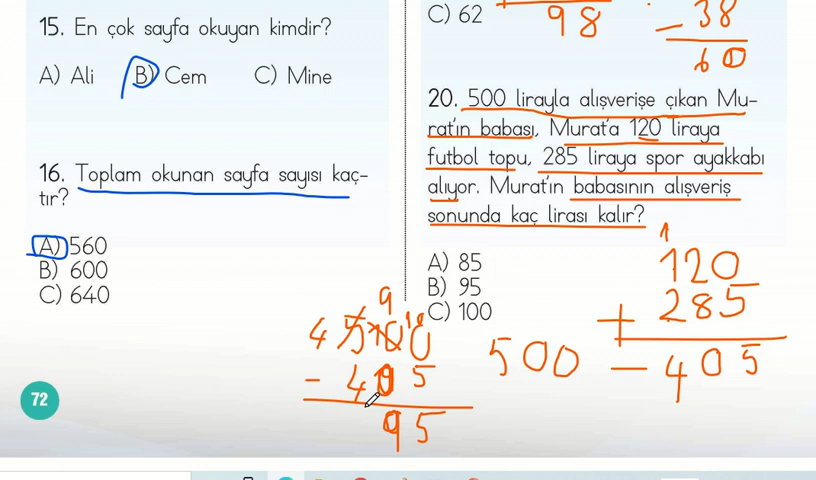 15. En çok sayfa okuyan kimdir?
A) Ali B) Cem C) Mine
16. Toplam okunan sayfa sayısı kaç-
tır?
A) 560
B) 600
C) 640
4 5 10 10
9
- 405
95
72
C) 62
98
- 38
60
20. 500 lirayla alışverişe çıkan Mu-
rat'ın babası, Murat'a 120 liraya
futbol topu, 285 liraya spor ayakkabı
alıyor. Murat'ın babasının alışveriş
sonunda kaç lirası kalır?
A) 85
B) 95
C) 100
1
120
+ 285
500 - 405